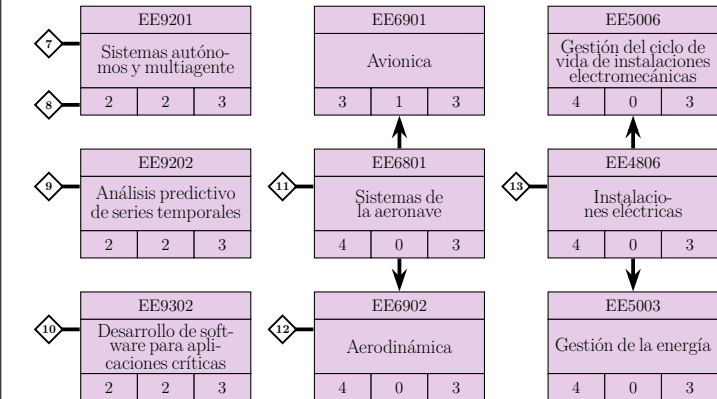 EE9201
EE6901
EE5006
7
Sistemas autóno-
mos y multiagente
Avionica
Gestión del ciclo de
vida de instalaciones
electromecánicas
8
2 2 3
3 1 3
4 0 3
EE9202
EE6801
EE4806
9
Análisis predictivo
de series temporales
11
Sistemas de
la aeronave
13
Instalacio-
nes eléctricas
2 2 3
4 0 3
4 0 3
EE9302
EE6902
EE5003
10
Desarrollo de soft-
ware para apli-
caciones críticas
12
Aerodinámica
Gestión de la energía
2 2 3
4 0 3
4 0 3